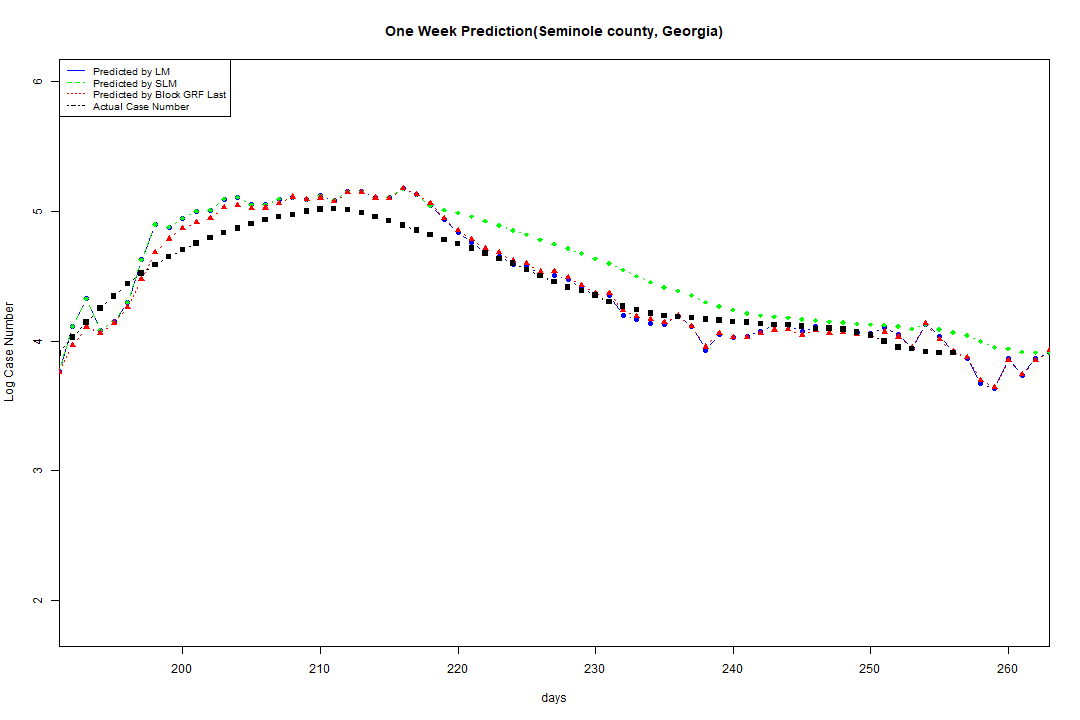 One Week Prediction(Seminole county, Georgia)
Predicted by LM
Predicted by SLM
Predicted by Block GRF Last
Actual Case Number
6
5
4
3
2
Log Case Number
200 210 220 230 240 250 260
days